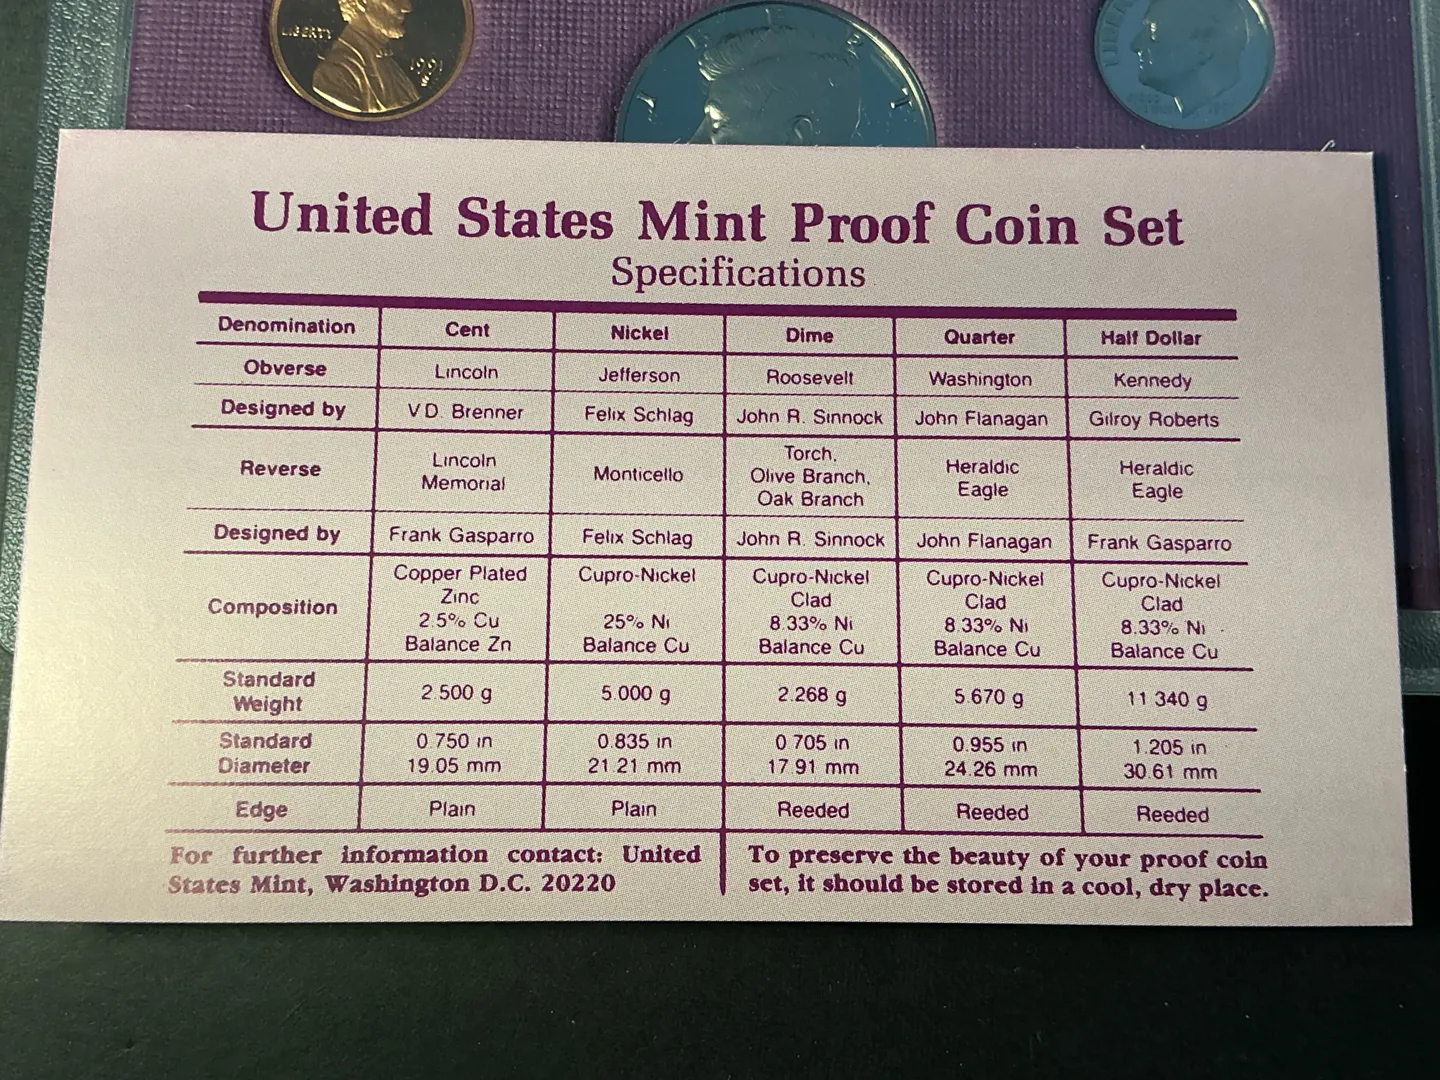 LIBERTY
1991
S
United States Mint Proof Coin Set
Specifications
Denomination Cent Nickel Dime Quarter Half Dollar
Obverse Lincoln Jefferson Roosevelt Washington Kennedy
Designed by V.D. Brenner Felix Schlag John R. Sinnock John Flanagan Gilroy Roberts
Reverse Lincoln Memorial Monticello Torch, Olive Branch, Oak Branch Heraldic Eagle Heraldic Eagle
Designed by Frank Gasparro Felix Schlag John R. Sinnock John Flanagan Frank Gasparro
Composition Copper Plated Zinc 2.5% Cu Balance Zn Cupro-Nickel 25% Ni Balance Cu Cupro-Nickel Clad 8.33% Ni Balance Cu Cupro-Nickel Clad 8.33% Ni Balance Cu Cupro-Nickel Clad 8.33% Ni Balance Cu
Standard Weight 2.500 g 5.000 g 2.268 g 5.670 g 11.340 g
Standard Diameter 0.750 in 19.05 mm 0.835 in 21.21 mm 0.705 in 17.91 mm 0.955 in 24.26 mm 1.205 in 30.61 mm
Edge Plain Plain Reeded Reeded Reeded
For further information contact: United
States Mint, Washington D.C. 20220
To preserve the beauty of your proof coin
set, it should be stored in a cool, dry place.